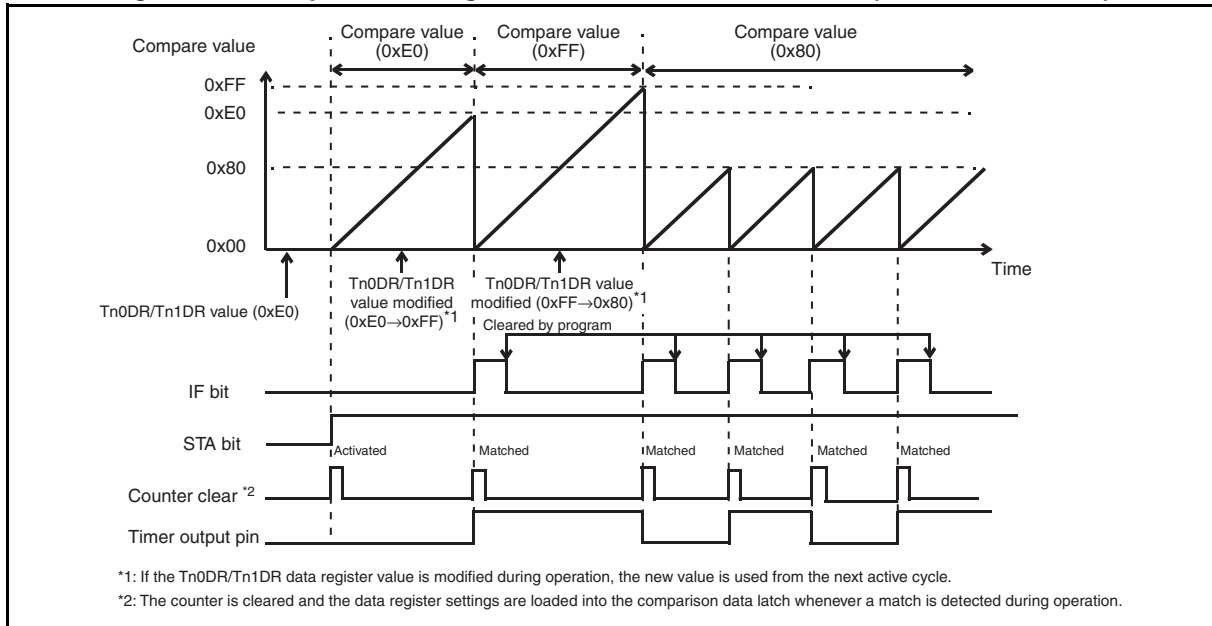 Compare value
Compare value
(0xE0)
Compare value
(0xFF)
Compare value
(0x80)
0xFF
0xE0
0x80
0x00
Time
Tn0DR/Tn1DR value (0xE0)
Tn0DR/Tn1DR
value modified
(0xE0→0xFF)*1
Tn0DR/Tn1DR value
modified (0xFF→0x80)*1
Cleared by program
IF bit
STA bit
Activated
Matched
Matched
Matched
Matched
Matched
Counter clear *2
Timer output pin
*1: If the Tn0DR/Tn1DR data register value is modified during operation, the new value is used from the next active cycle.
*2: The counter is cleared and the data register settings are loaded into the comparison data latch whenever a match is detected during operation.